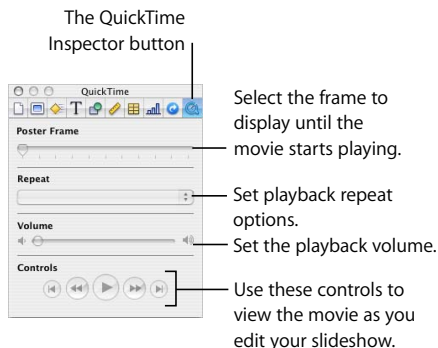 The QuickTime
Inspector button
QuickTime
T
Poster Frame
Repeat
Volume
Controls
Select the frame to
display until the
movie starts playing.
Set playback repeat
options.
Set the playback volume.
Use these controls to
view the movie as you
edit your slideshow.